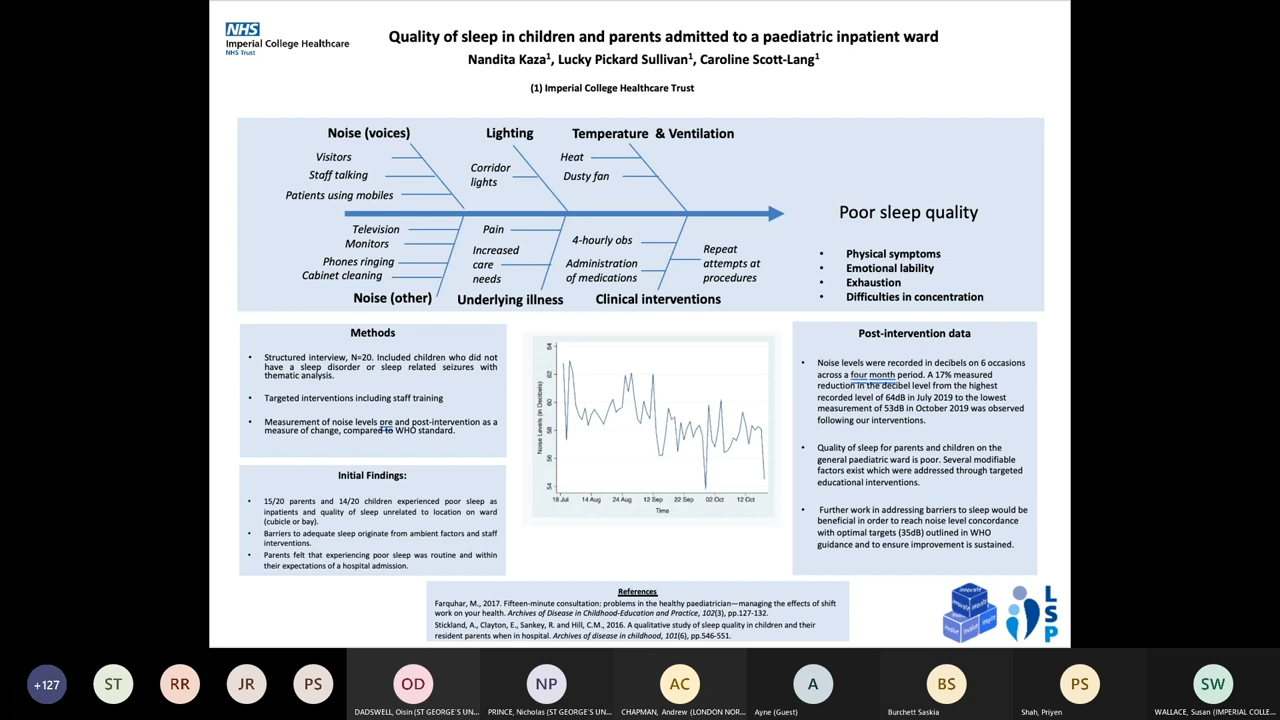 NHS
Imperial College Healthcare
NHS Trust
Quality of sleep in children and parents admitted to a paediatric inpatient ward
Nandita Kaza1, Lucky Pickard Sullivan1, Caroline Scott-Lang1
(1) Imperial College Healthcare Trust
Noise (voices)
Lighting
Temperature & Ventilation
Visitors
Staff talking
Patients using mobiles
Corridor
lights
Heat
Dusty fan
Poor sleep quality
Television
Monitors
Phones ringing
Cabinet cleaning
Pain
Increased
care
needs
4-hourly obs
Administration
of medications
Repeat
attempts at
procedures
Noise (other)
Underlying illness
Clinical interventions
• Physical symptoms
• Emotional lability
• Exhaustion
• Difficulties in concentration
Methods
• Structured interview, N=20. Included children who did not
have a sleep disorder or sleep related seizures with
thematic analysis.
• Targeted interventions including staff training
• Measurement of noise levels pre and post-intervention as a
measure of change, compared to WHO standard.
Initial Findings:
• 15/20 parents and 14/20 children experienced poor sleep as
inpatients and quality of sleep unrelated to location on ward
(cubicle or bay).
• Barriers to adequate sleep originate from ambient factors and staff
interventions.
• Parents felt that experiencing poor sleep was routine and within
their expectations of a hospital admission.
Noise Levels (in Decibels)
64
62
60
58
56
54
18 Jul
14 Aug
24 Aug
12 Sep
22 Sep
02 Oct
12 Oct
Time
Post-intervention data
• Noise levels were recorded in decibels on 6 occasions
across a four month period. A 17% measured
reduction in the decibel level from the highest
recorded level of 64dB in July 2019 to the lowest
measurement of 53dB in October 2019 was observed
following our interventions.
• Quality of sleep for parents and children on the
general paediatric ward is poor. Several modifiable
factors exist which were addressed through targeted
educational interventions.
• Further work in addressing barriers to sleep would be
beneficial in order to reach noise level concordance
with optimal targets (35dB) outlined in WHO
guidance and to ensure improvement is sustained.
References
Farquhar, M., 2017. Fifteen-minute consultation: problems in the healthy paediatrician—managing the effects of shift
work on your health. Archives of Disease in Childhood-Education and Practice, 102(3), pp.127-132.
Stickland, A., Clayton, E., Sankey, R. and Hill, C.M., 2016. A qualitative study of sleep quality in children and their
resident parents when in hospital. Archives of disease in childhood, 101(6), pp.546-551.
innovate
involve
LSP
+127
ST
RR
JR
PS
OD
NP
AC
A
BS
PS
SW
DADSWELL, Oisin (ST GEORGE'S UN...
PRINCE, Nicholas (ST GEORGE'S UN...
CHAPMAN, Andrew (LONDON NOR...
Ayne (Guest)
Burchett Saskia
Shah, Priyen
WALLACE, Susan (IMPERIAL COLLE...